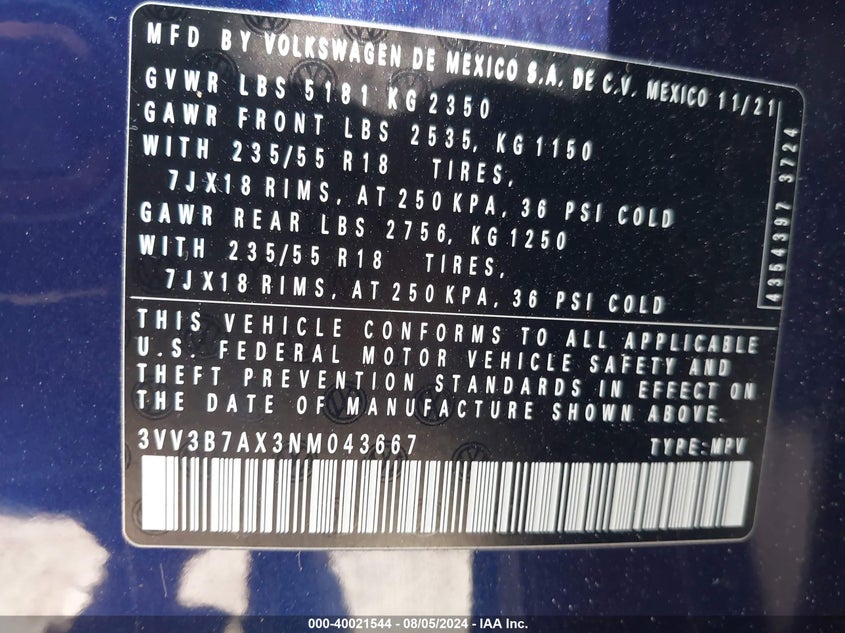 MFD BY VOLKSWAGEN DE MEXICO S.A. DE C.V. MEXICO 11/21
GVWR LBS 5181 KG 2350
GAWR FRONT LBS 2535, KG 1150
WITH 235/55 R18 TIRES,
7JX18 RIMS, AT 250 KPA, 36 PSI COLD
GAWR REAR LBS 2756, KG 1250
WITH 235/55 R18 TIRES,
7JX18 RIMS, AT 250 KPA, 36 PSI COLD
4354397 3724
THIS VEHICLE CONFORMS TO ALL APPLICABLE
U.S. FEDERAL MOTOR VEHICLE SAFETY AND
THEFT PREVENTION STANDARDS IN EFFECT ON
THE DATE OF MANUFACTURE SHOWN ABOVE.
3VV3B7AX3NM043667 TYPE:MPV
000-40021544 - 08/05/2024 - IAA Inc.